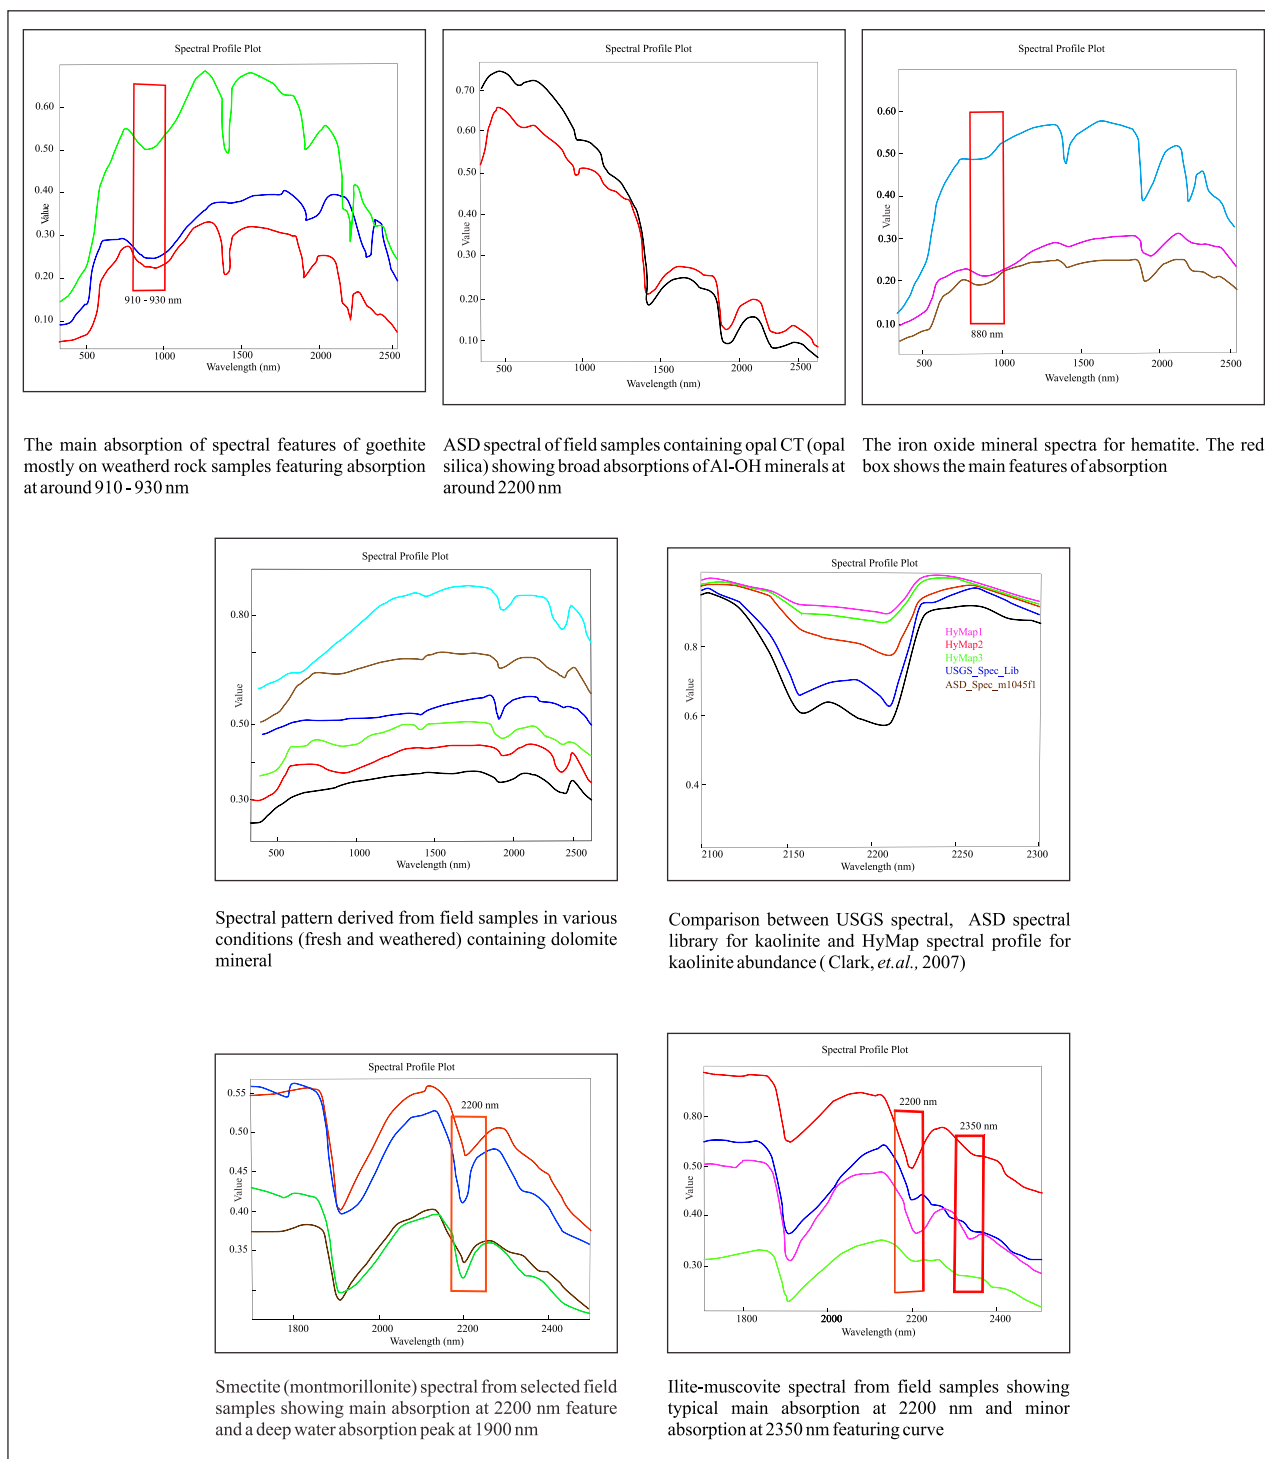 Spectral Profile Plot
0.60
0.50
0.40
0.30
0.20
0.10
Value
910 - 930 nm
500
1000
1500
2000
2500
Wavelength (nm)
The main absorption of spectral features of goethite
mostly on weatherd rock samples featuring absorption
at around 910 - 930 nm
Spectral Profile Plot
0.70
0.60
0.50
0.40
0.30
0.20
0.10
Value
500
1000
1500
2000
2500
Wavelength (nm)
ASD spectral of field samples containing opal CT (opal
silica) showing broad absorptions of Al-OH minerals at
around 2200 nm
Spectral Profile Plot
0.60
0.50
0.40
0.30
0.20
0.10
Value
880 nm
500
1000
1500
2000
2500
Wavelength (nm)
The iron oxide mineral spectra for hematite. The red
box shows the main features of absorption
Spectral Profile Plot
0.80
0.50
0.30
Value
500
1000
1500
2000
2500
Wavelength (nm)
Spectral pattern derived from field samples in various
conditions (fresh and weathered) containing dolomite
mineral
Spectral Profile Plot
0.8
0.6
0.4
Value
HyMap1
HyMap2
HyMap3
USGS_Spec_Lib
ASD_Spec_m1045f1
2100
2150
2200
2250
2300
Wavelength (nm)
Comparison between USGS spectral, ASD spectral
library for kaolinite and HyMap spectral profile for
kaolinite abundance ( Clark, et.al., 2007)
Spectral Profile Plot
0.55
0.50
0.45
0.40
0.35
Value
2200 nm
1800
2000
2200
2400
Wavelength (nm)
Smectite (montmorillonite) spectral from selected field
samples showing main absorption at 2200 nm feature
and a deep water absorption peak at 1900 nm
Spectral Profile Plot
0.80
0.50
0.40
0.30
Value
2200 nm
2350 nm
1800
2000
2200
2400
Wavelength (nm)
Ilite-muscovite spectral from field samples showing
typical main absorption at 2200 nm and minor
absorption at 2350 nm featuring curve